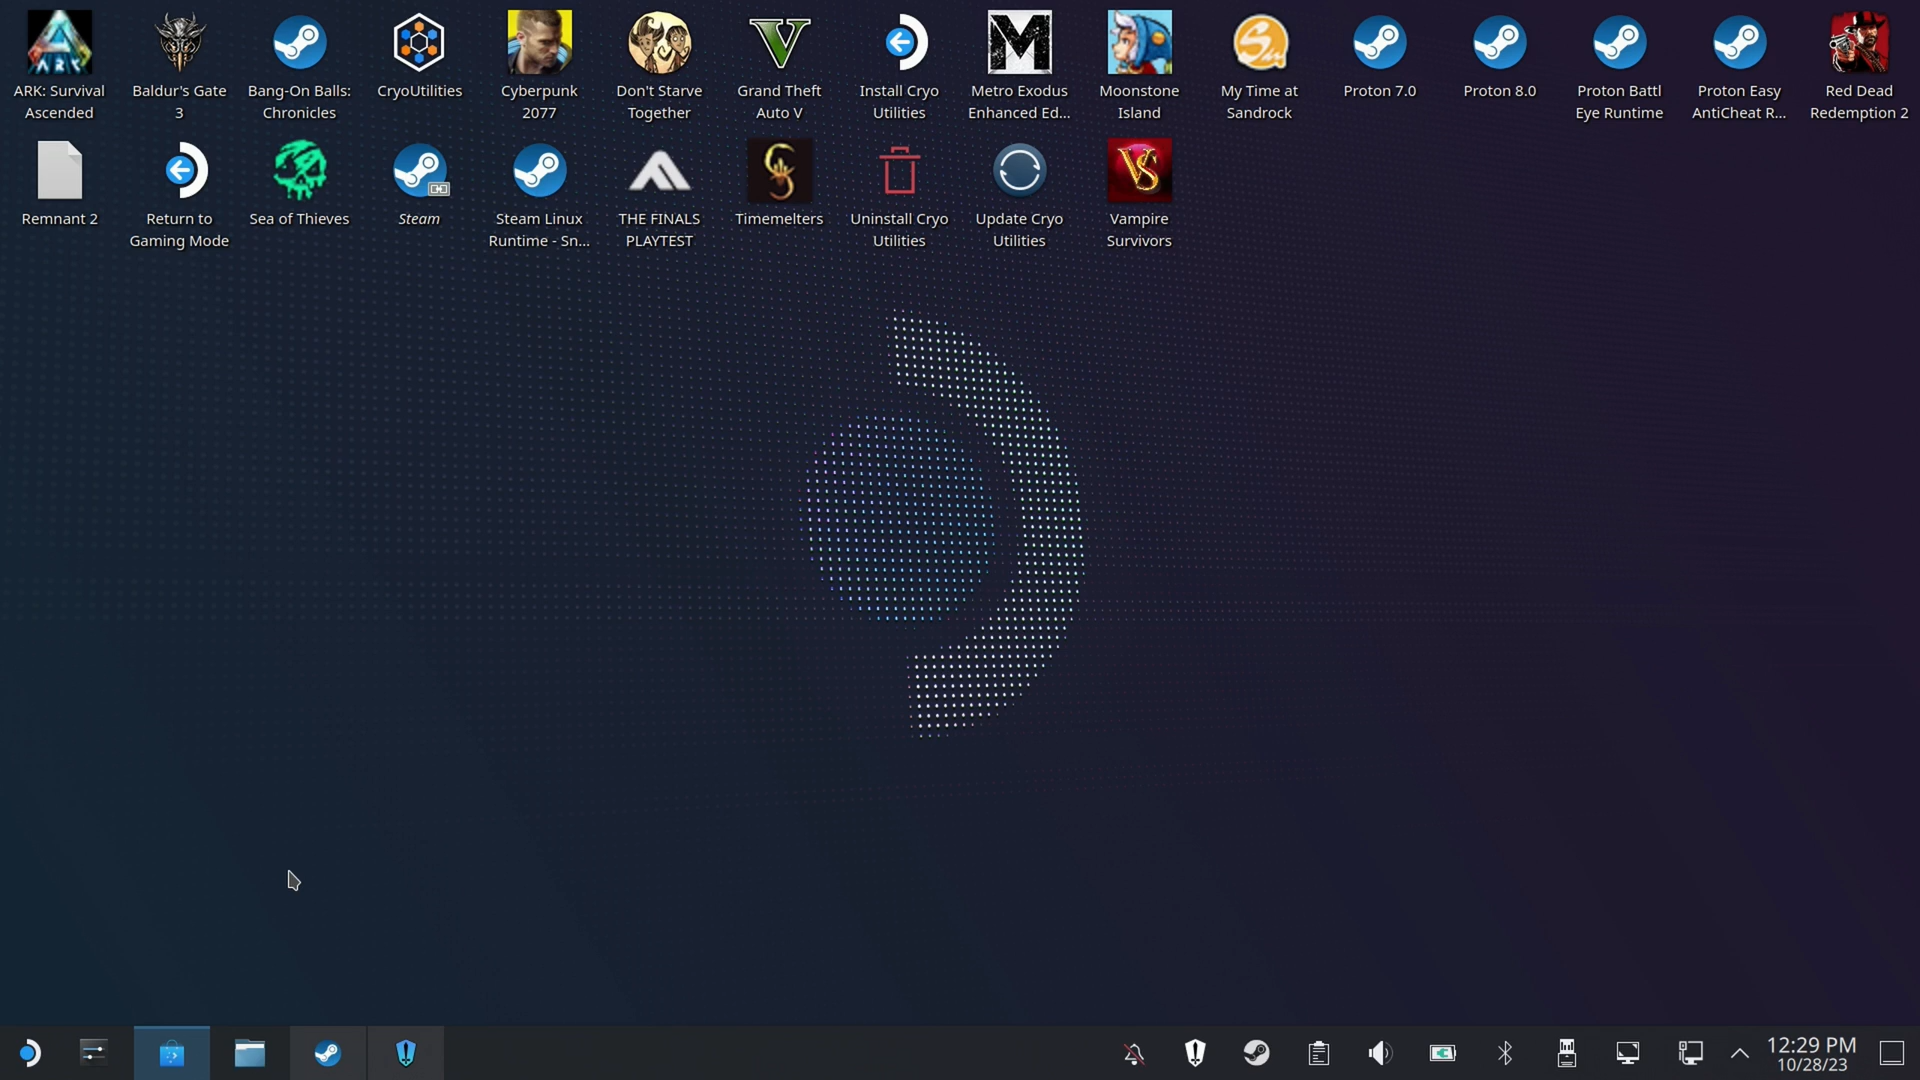 ARK: Survival
Ascended
Baldur's Gate
3
Bang-On Balls:
Chronicles
CryoUtilities
Cyberpunk
2077
Don't Starve
Together
Grand Theft
Auto V
Install Cryo
Utilities
Metro Exodus
Enhanced Ed...
Moonstone
Island
My Time at
Sandrock
Proton 7.0
Proton 8.0
Proton Battl
Eye Runtime
Proton Easy
AntiCheat R...
Red Dead
Redemption 2
Remnant 2
Return to
Gaming Mode
Sea of Thieves
Steam
Steam Linux
Runtime - Sn...
THE FINALS
PLAYTEST
Timemelters
Uninstall Cryo
Utilities
Update Cryo
Utilities
Vampire
Survivors
12:29 PM
10/28/23